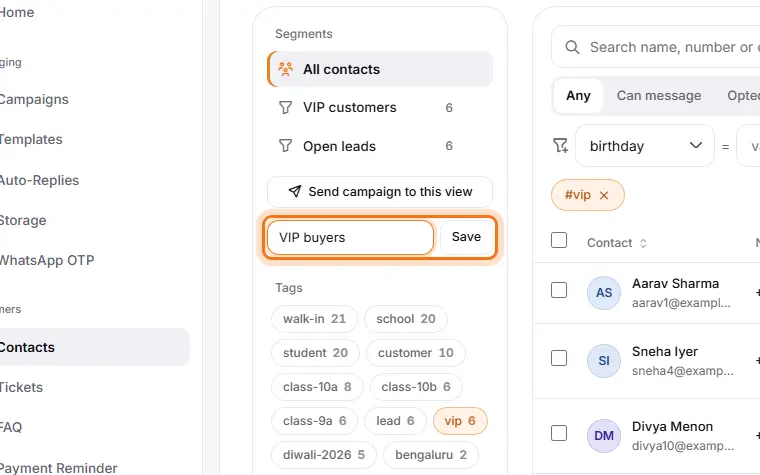 Home
Campaigns
Templates
Auto-Replies
Storage
WhatsApp OTP
Contacts
Tickets
FAQ
Payment Reminder
Segments
All contacts
VIP customers 6
Open leads 6
Send campaign to this view
VIP buyers Save
Tags
walk-in 21 school 20
student 20 customer 10
class-10a 8 class-10b 6
class-9a 6 lead 6 vip 6
diwali-2026 5 bengaluru 2
Search name, number or e
Any Can message Opted
birthday =
#vip ×
Contact
AS Aarav Sharma
aarav1@exampl...
SI Sneha Iyer
sneha4@examp...
DM Divya Menon
divya10@examp...